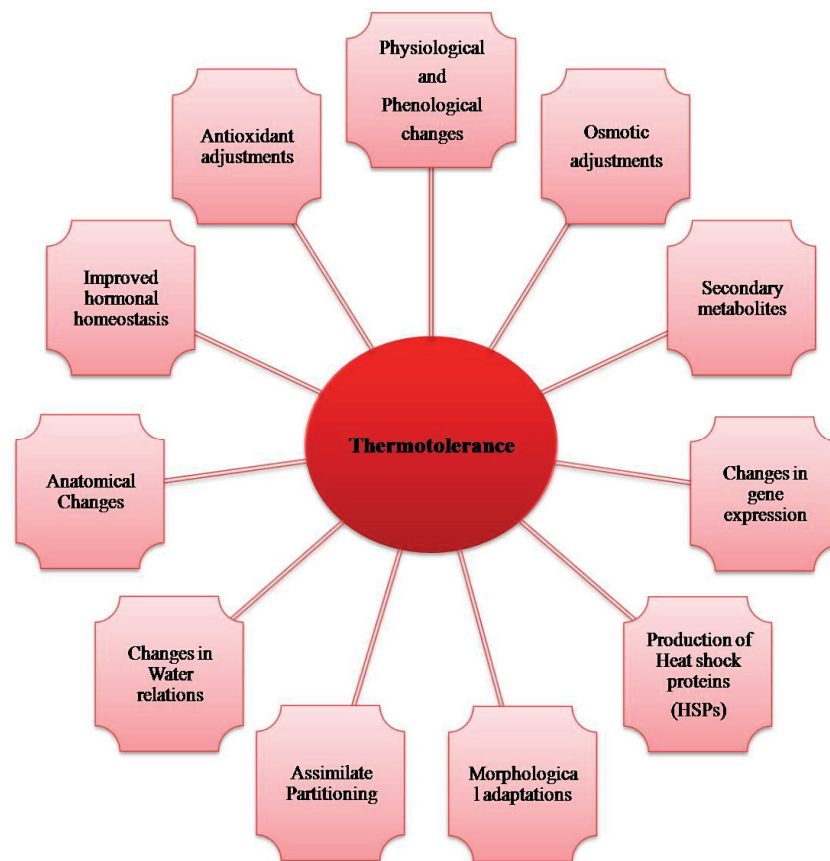 Physiological
and
Phenological
changes
Osmotic
adjustments
Secondary
metabolites
Changes in
gene
expression
Production of
Heat shock
proteins
(HSPs)
Morphologica
l adaptations
Assimilate
Partitioning
Changes in
Water
relations
Anatomical
Changes
Improved
hormonal
homeostasis
Antioxidant
adjustments
Thermotolerance